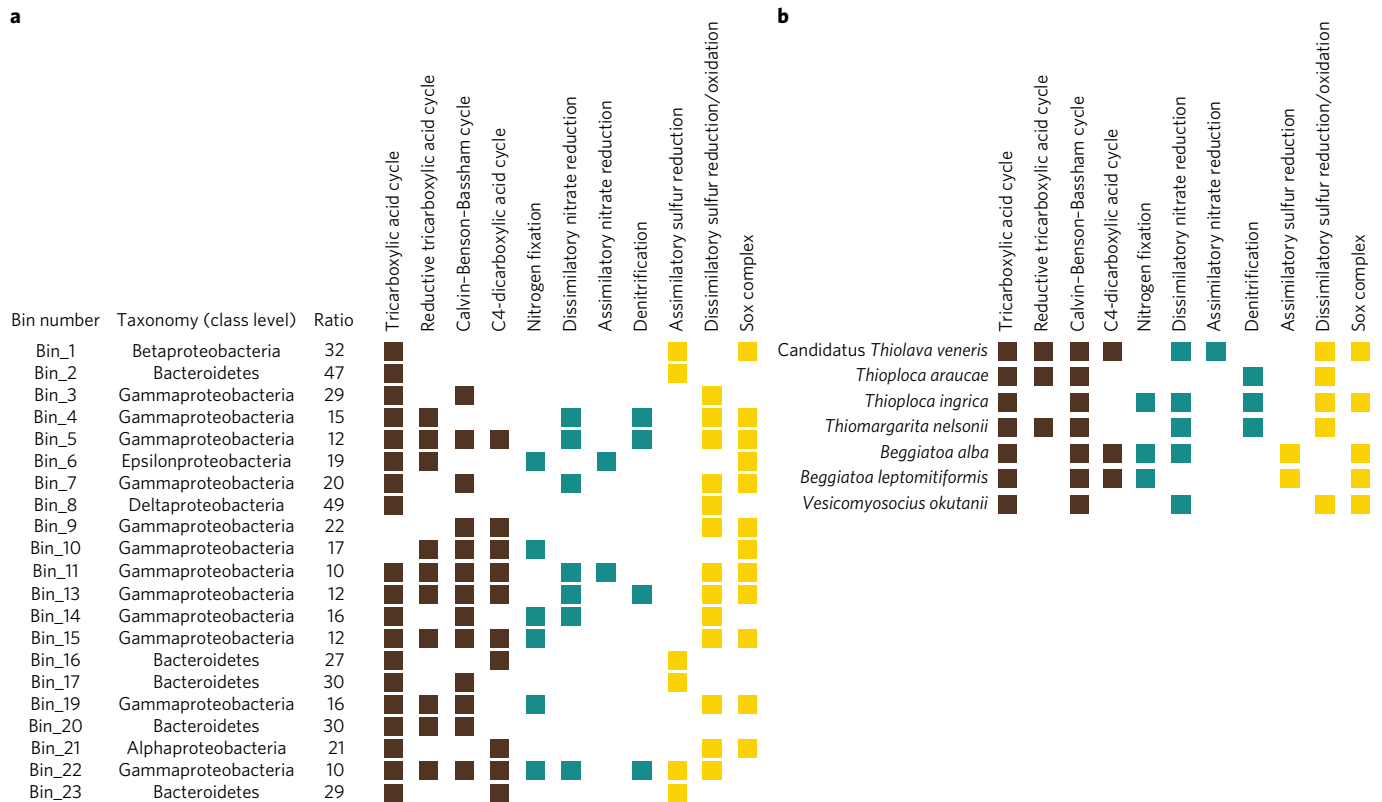 a
Tricarboxylic acid cycle
Reductive tricarboxylic acid cycle
Calvin–Benson–Bassham cycle
C4-dicarboxylic acid cycle
Nitrogen fixation
Dissimilatory nitrate reduction
Assimilatory nitrate reduction
Denitrification
Assimilatory sulfur reduction
Dissimilatory sulfur reduction/oxidation
Sox complex
Bin number Taxonomy (class level) Ratio
Bin_1 Betaproteobacteria 32
Bin_2 Bacteroidetes 47
Bin_3 Gammaproteobacteria 29
Bin_4 Gammaproteobacteria 15
Bin_5 Gammaproteobacteria 12
Bin_6 Epsilonproteobacteria 19
Bin_7 Gammaproteobacteria 20
Bin_8 Deltaproteobacteria 49
Bin_9 Gammaproteobacteria 22
Bin_10 Gammaproteobacteria 17
Bin_11 Gammaproteobacteria 10
Bin_13 Gammaproteobacteria 12
Bin_14 Gammaproteobacteria 16
Bin_15 Gammaproteobacteria 12
Bin_16 Bacteroidetes 27
Bin_17 Bacteroidetes 30
Bin_19 Gammaproteobacteria 16
Bin_20 Bacteroidetes 30
Bin_21 Alphaproteobacteria 21
Bin_22 Gammaproteobacteria 10
Bin_23 Bacteroidetes 29
b
Tricarboxylic acid cycle
Reductive tricarboxylic acid cycle
Calvin–Benson–Bassham cycle
C4-dicarboxylic acid cycle
Nitrogen fixation
Dissimilatory nitrate reduction
Assimilatory nitrate reduction
Denitrification
Assimilatory sulfur reduction
Dissimilatory sulfur reduction/oxidation
Sox complex
Candidatus Thiolava veneris
Thioploca araucae
Thioploca ingrica
Thiomargarita nelsonii
Beggiatoa alba
Beggiatoa leptomitiformis
Vesicomyosocius okutanii